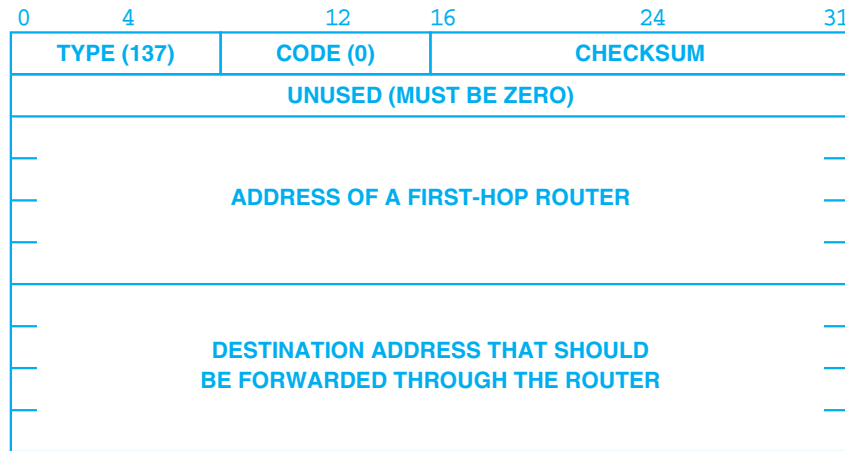 0 4 12 16 24 31
TYPE (137) CODE (0) CHECKSUM
UNUSED (MUST BE ZERO)
ADDRESS OF A FIRST-HOP ROUTER
DESTINATION ADDRESS THAT SHOULD
BE FORWARDED THROUGH THE ROUTER